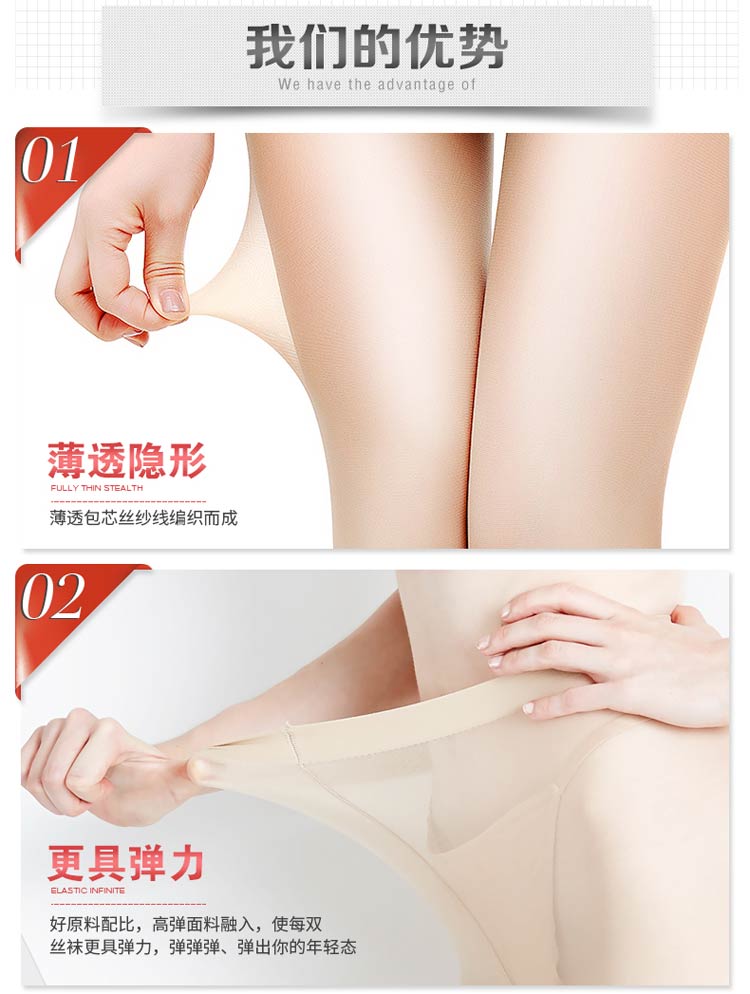 我们的优势
We have the advantage of
01
薄透隐形
FULLY THIN STEALTH
薄透包芯丝纱线编织而成
02
更具弹力
ELASTIC INFINITE
好原料配比，高弹面料融入，使每双
丝袜更具弹力，弹弹弹、弹出你的年轻态